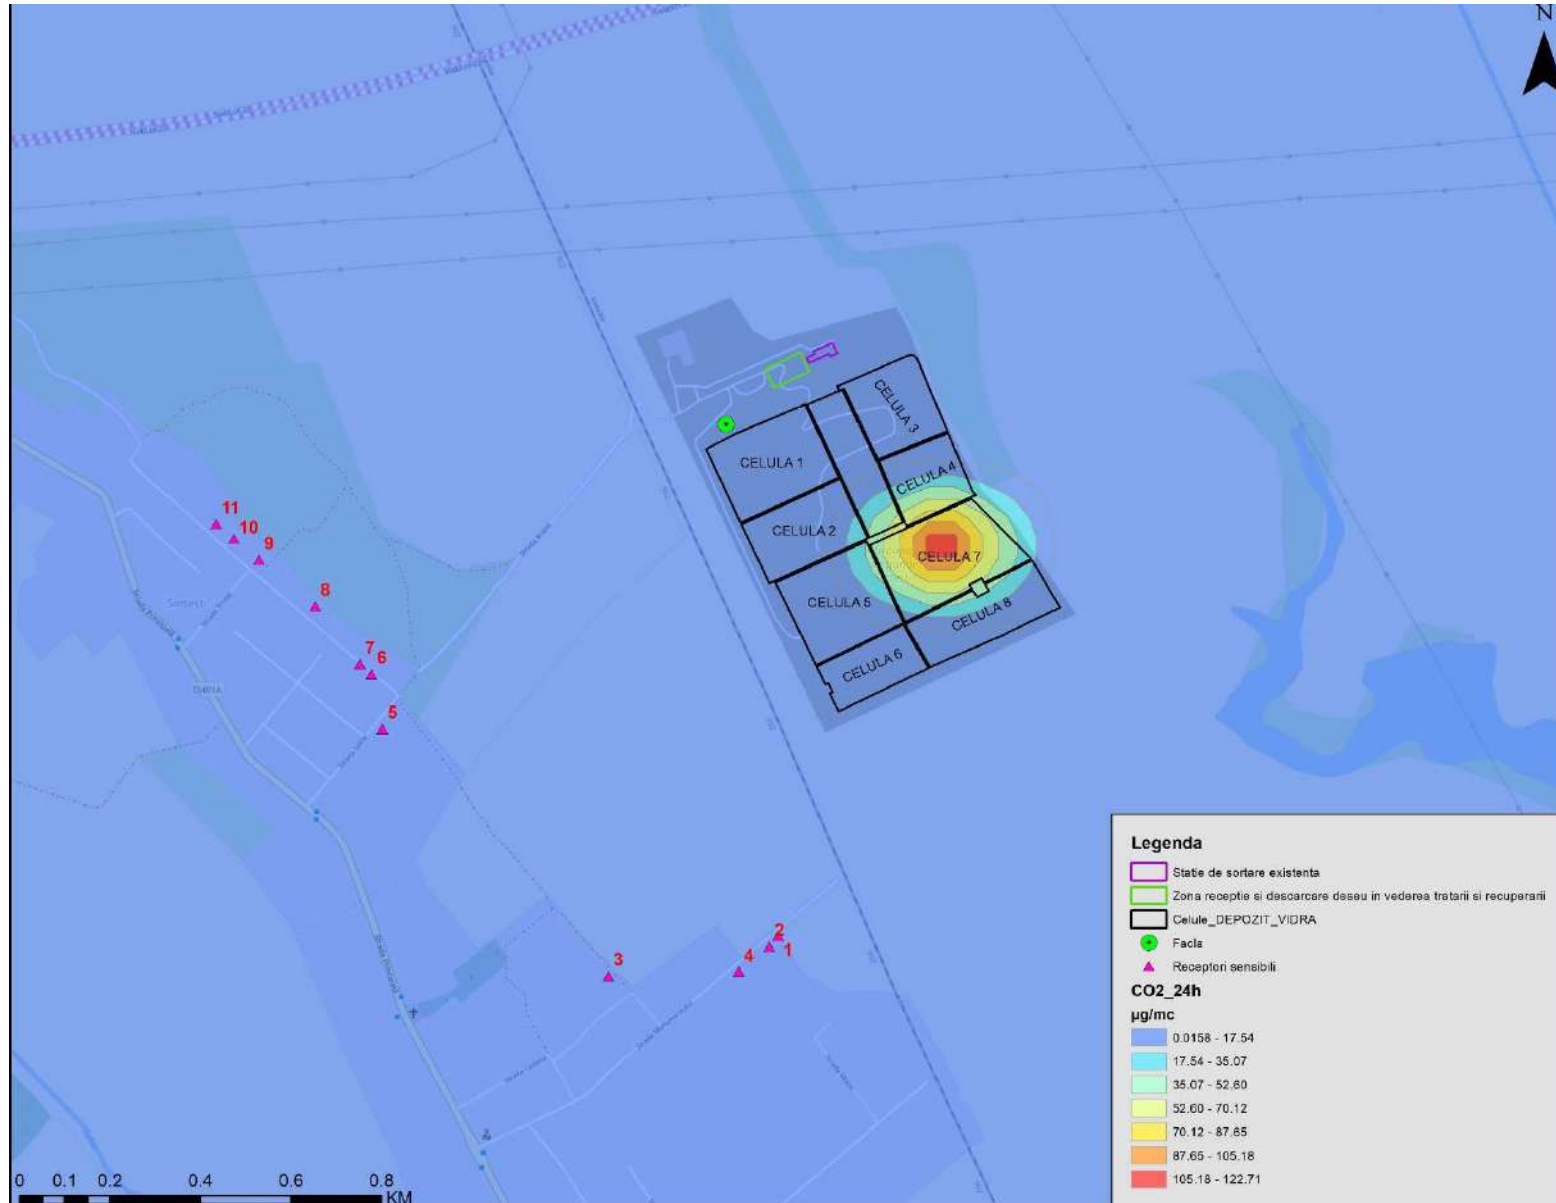 N
CELULA 3
CELULA 1
CELULA 4
CELULA 2
CELULA 7
CELULA 5
CELULA 8
CELULA 6
11
10
9
8
7
6
5
Sintești
DJ401A
2
1
3
4
Legenda
Statie de sortare existenta
Zona receptie si descarcare deseu in vederea tratarii si recuperarii
Celule_DEPOZIT_VIDRA
Facla
Receptori sensibili
CO2_24h
µg/mc
0.0158 - 17.54
17.54 - 35.07
35.07 - 52.60
52.60 - 70.12
70.12 - 87.65
87.65 - 105.18
105.18 - 122.71
0 0.1 0.2 0.4 0.6 0.8
KM